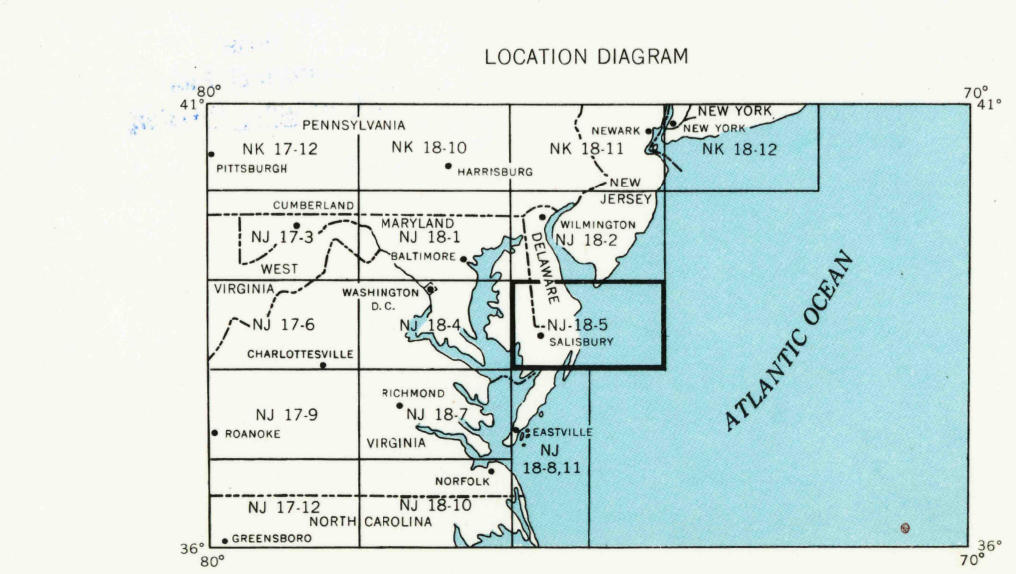 LOCATION DIAGRAM
80°
70°
41°
41°
NEW YORK
PENNSYLVANIA
NEWARK
NEW YORK
NK 17-12
NK 18-10
NK 18-11
NK 18-12
PITTSBURGH
HARRISBURG
NEW
JERSEY
CUMBERLAND
MARYLAND
WILMINGTON
NJ 17-3
NJ 18-1
NJ 18-2
DELAWARE
BALTIMORE
WEST
VIRGINIA
WASHINGTON
D.C.
NJ 17-6
NJ 18-4
NJ-18-5
SALISBURY
CHARLOTTESVILLE
ATLANTIC OCEAN
RICHMOND
NJ 17-9
NJ 18-7
ROANOKE
EASTVILLE
VIRGINIA
NJ
18-8,11
NORFOLK
NJ 17-12
NJ 18-10
NORTH CAROLINA
GREENSBORO
36°
36°
80°
70°